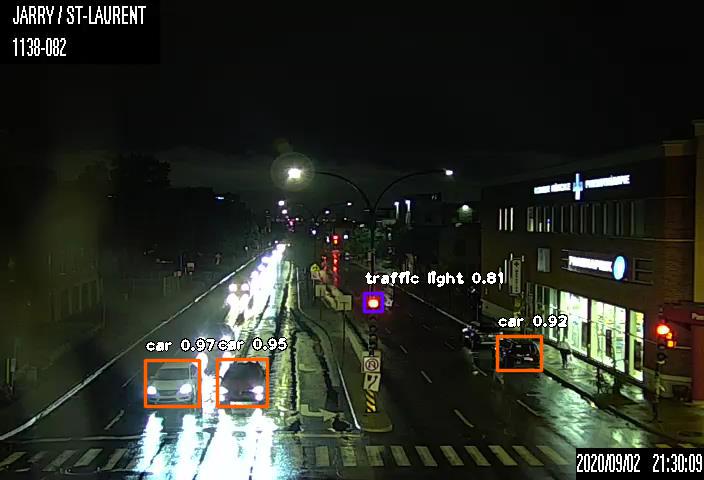 JARRY / ST-LAURENT
1138-082
traffic light 0.81
car 0.92
car 0.97
car 0.95
2020/09/02 21:30:09